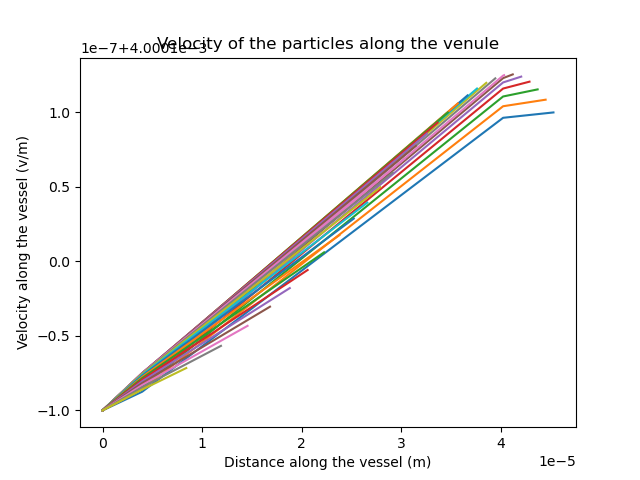 Velocity of the particles along the venule
1e−7+4.0001e−3
1.0
0.5
0.0
−0.5
−1.0
Velocity along the vessel (v/m)
0 1 2 3 4
1e−5
Distance along the vessel (m)